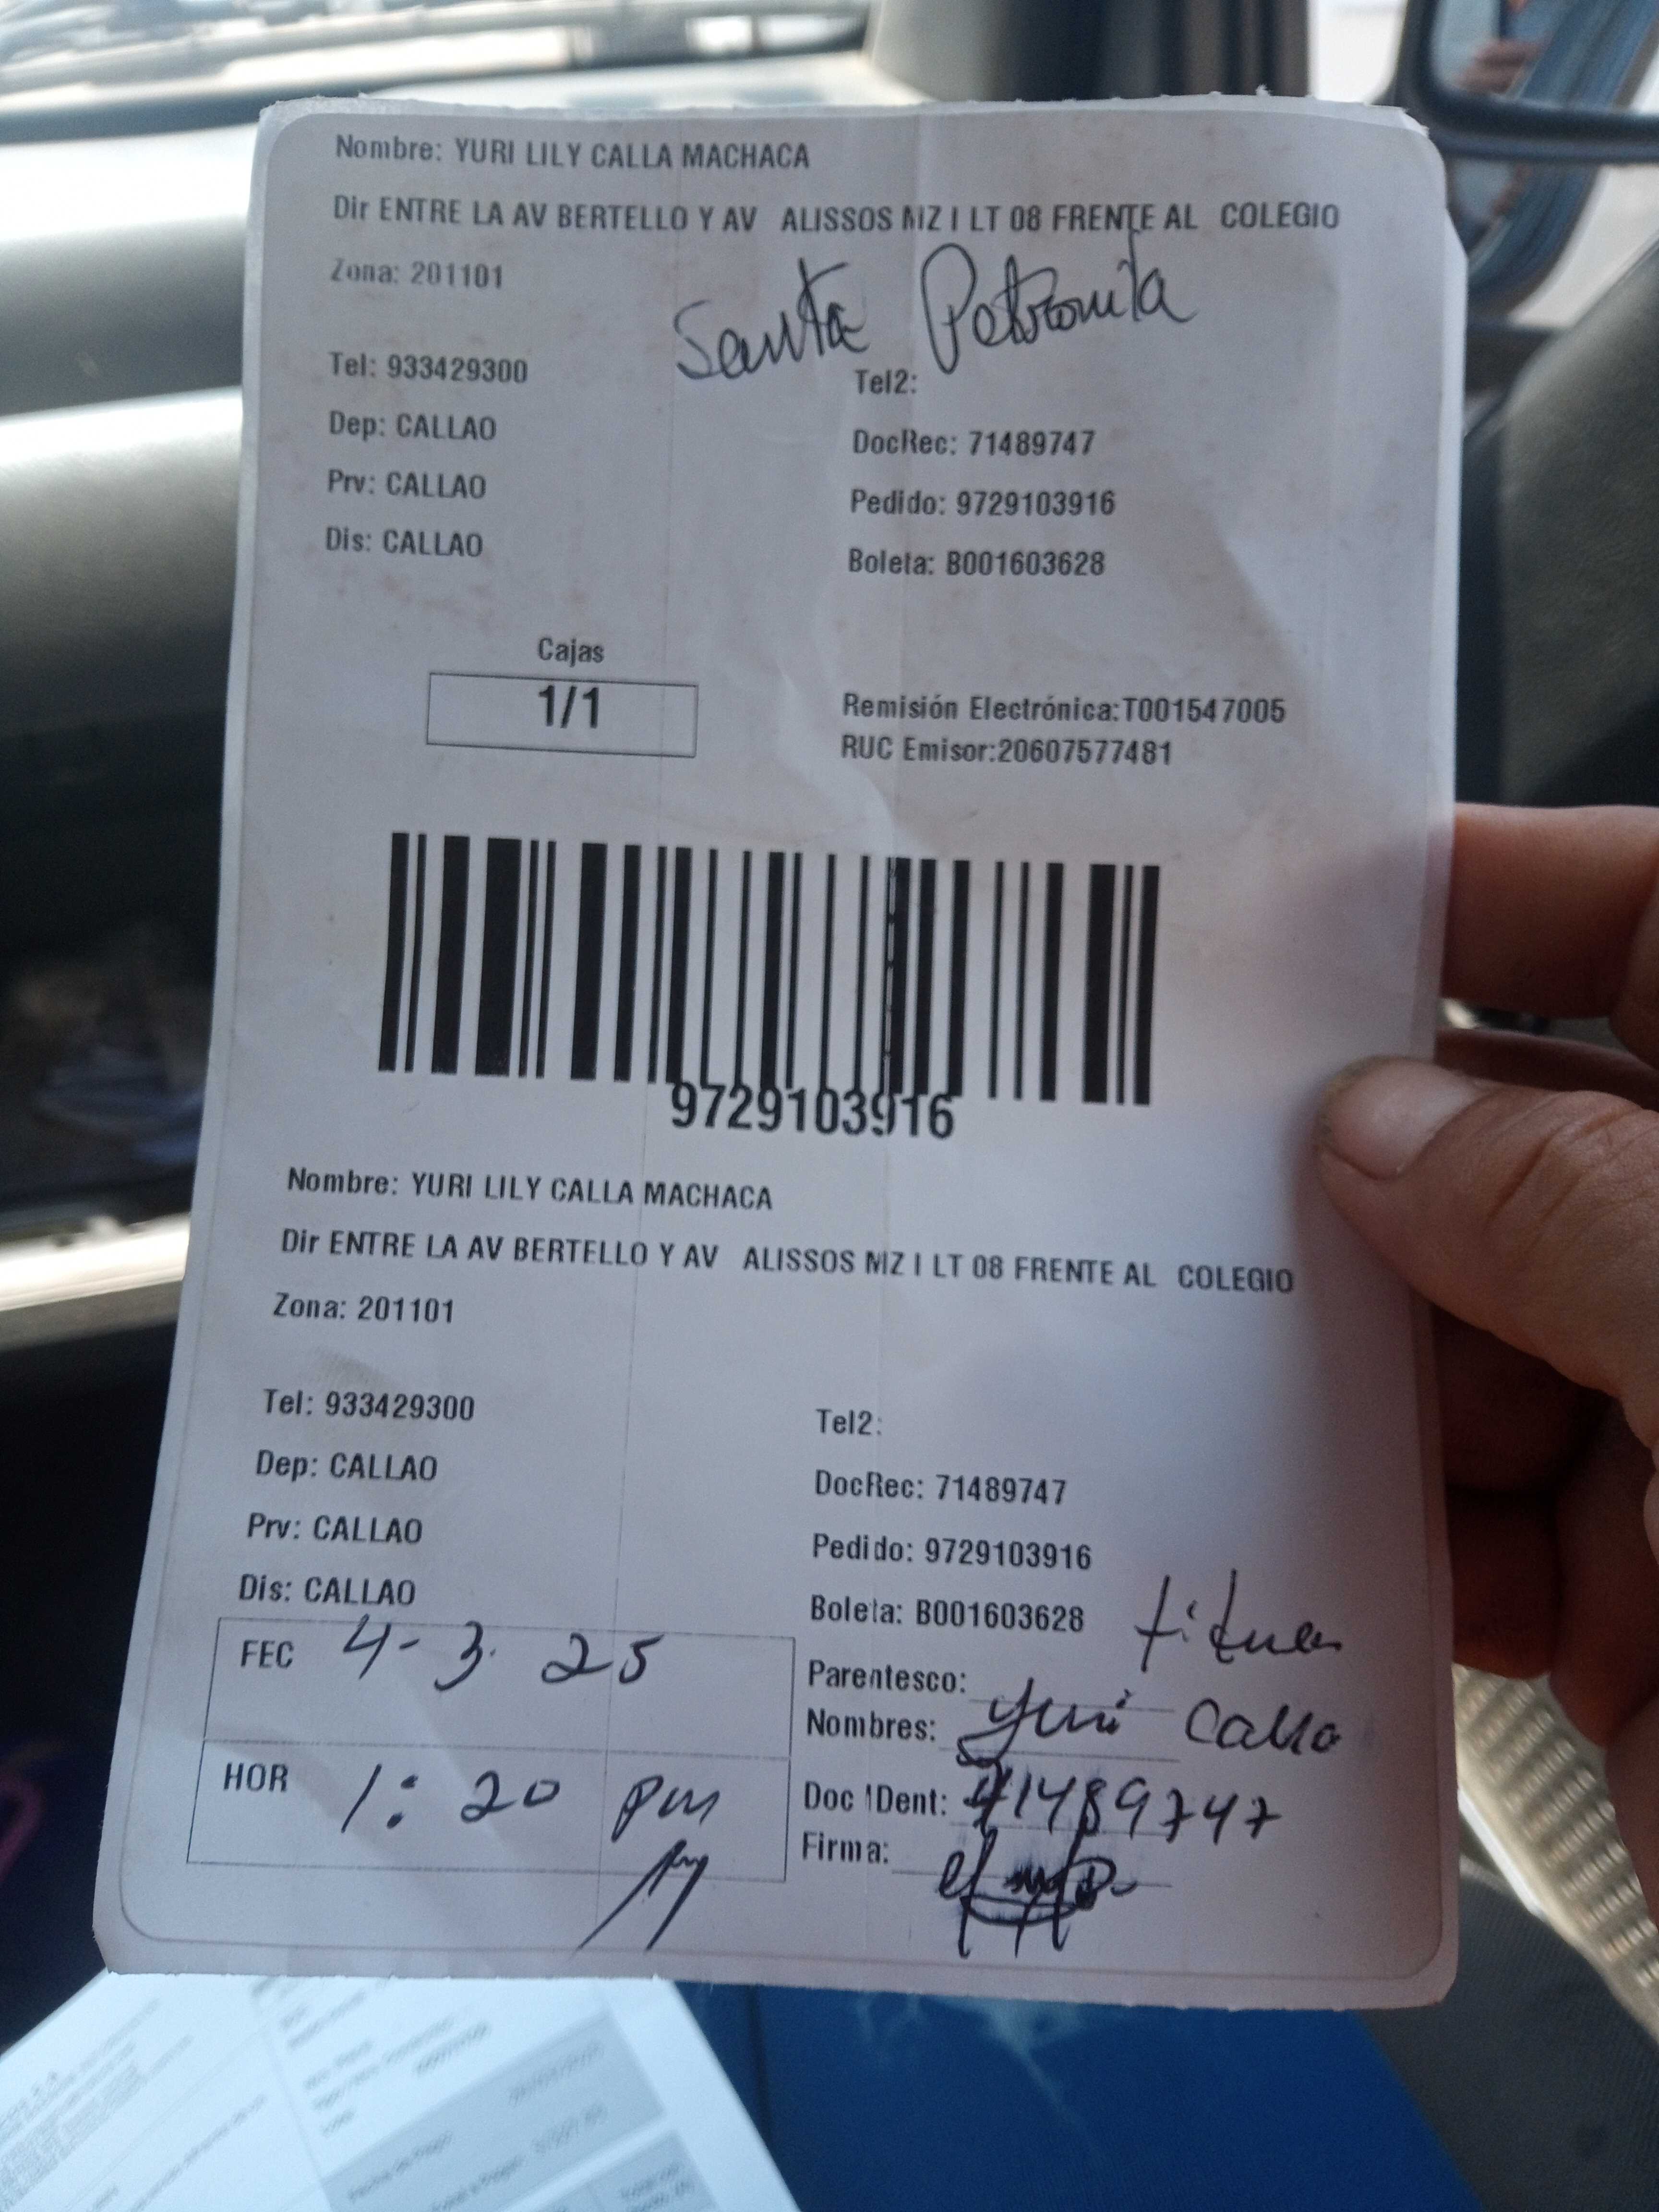 Nombre: YURI LILY CALLA MACHACA
Dir ENTRE LA AV BERTELLO Y AV ALISSOS MZ I LT 08 FRENTE AL COLEGIO
Zona: 201101
Santa Petronila
Tel: 933429300
Tel2:
Dep: CALLAO
DocRec: 71489747
Prv: CALLAO
Pedido: 9729103916
Dis: CALLAO
Boleta: B001603628
Cajas
1/1
Remisión Electrónica:T001547005
RUC Emisor:20607577481
9729103916
Nombre: YURI LILY CALLA MACHACA
Dir ENTRE LA AV BERTELLO Y AV ALISSOS MZ I LT 08 FRENTE AL COLEGIO
Zona: 201101
Tel: 933429300
Tel2:
Dep: CALLAO
DocRec: 71489747
Prv: CALLAO
Pedido: 9729103916
Dis: CALLAO
Boleta: B001603628
FEC 4-3-25
Parentesco:
Nombres: Yuri Calla
HOR 1:20 pm
Doc IDent: 71489747
Firma: